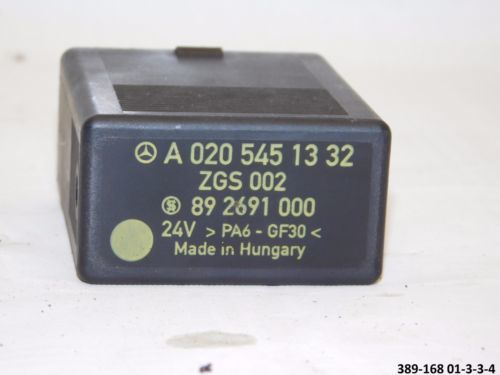 A 020 545 13 32
ZGS 002
89 2691 000
24V > PA6 - GF30 <
Made in Hungary
389-168 01-3-3-4